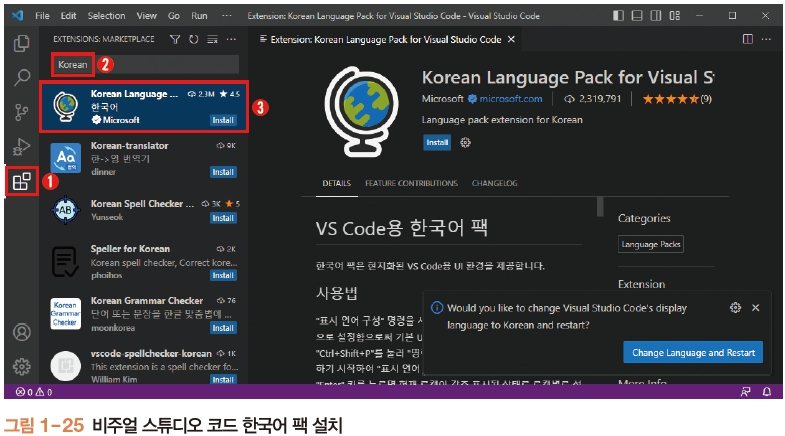 File Edit Selection View Go Run ···
Extension: Korean Language Pack for Visual Studio Code - Visual Studio Code
EXTENSIONS: MARKETPLACE
Korean
2
Korean Language ... 2.3M ★ 4.5
한국어
Microsoft Install
3
Korean-translator 9K
한->영 번역기
dinner Install
1
Korean Spell Checker ... 3K ★ 5
Yunseok Install
Speller for Korean 2K
Korean spell checker, Correct kore...
phoihos Install
Korean Grammar Checker 76
단어 또는 문장을 한글 맞춤법에 ...
moonkorea Install
vscode-spellchecker-korean 1K
This extension is a spell checker fo...
William Kim Install
Extension: Korean Language Pack for Visual Studio Code
Korean Language Pack for Visual
Microsoft microsoft.com 2,319,791 ★★★★★(9)
Language pack extension for Korean
Install
DETAILS FEATURE CONTRIBUTIONS CHANGELOG
VS Code용 한국어 팩
한국어 팩은 현지화된 VS Code용 UI 환경을 제공합니다.
사용법
"표시 언어 구성" 명령을
으로 설정함으로써 기본
"Ctrl+Shift+P"를 눌러 "명
하기 시작하여 "표시 언어
Categories
Language Packs
Extension
Would you like to change Visual Studio Code's display
language to Korean and restart?
Change Language and Restart
More Info
0 0
그림 1-25 비주얼 스튜디오 코드 한국어 팩 설치